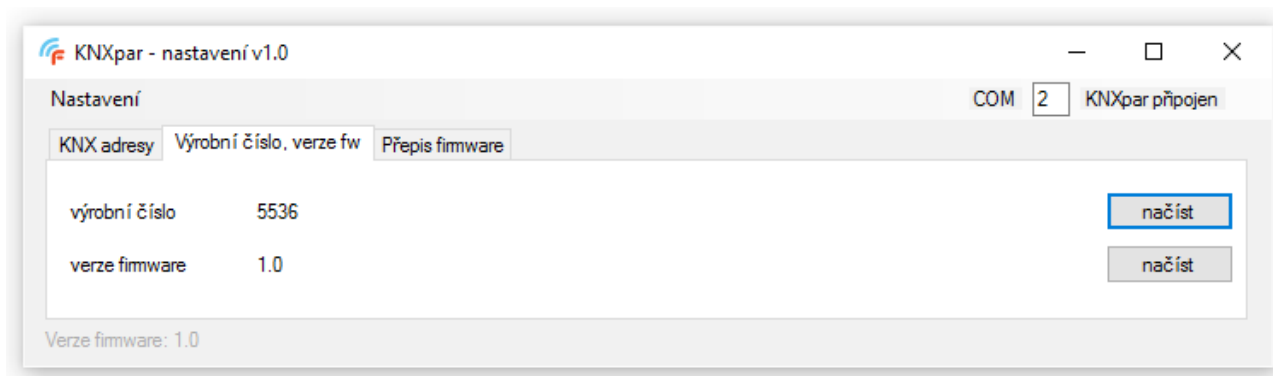 KNXpar - nastavení v1.0
Nastavení COM 2 KNXpar připojen
KNX adresy Výrobní číslo, verze fw Přepis firmware
výrobní číslo 5536 načíst
verze firmware 1.0 načíst
Verze firmware: 1.0